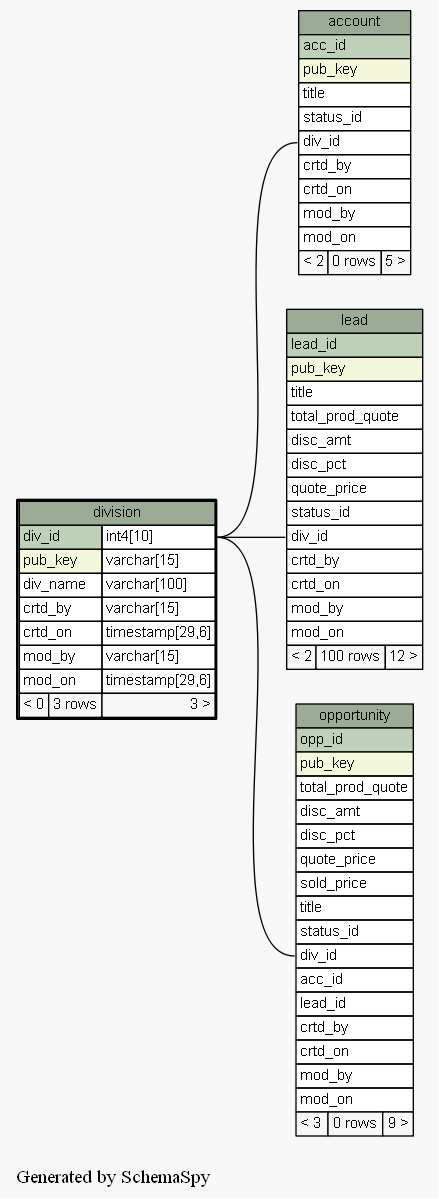 account
acc_id
pub_key
title
status_id
div_id
crtd_by
crtd_on
mod_by
mod_on
< 2 0 rows 5 >
lead
lead_id
pub_key
title
total_prod_quote
disc_amt
disc_pct
quote_price
status_id
div_id
crtd_by
crtd_on
mod_by
mod_on
< 2 100 rows 12 >
division
div_id int4[10]
pub_key varchar[15]
div_name varchar[100]
crtd_by varchar[15]
crtd_on timestamp[29,6]
mod_by varchar[15]
mod_on timestamp[29,6]
< 0 3 rows 3 >
opportunity
opp_id
pub_key
total_prod_quote
disc_amt
disc_pct
quote_price
sold_price
title
status_id
div_id
acc_id
lead_id
crtd_by
crtd_on
mod_by
mod_on
< 3 0 rows 9 >
Generated by SchemaSpy